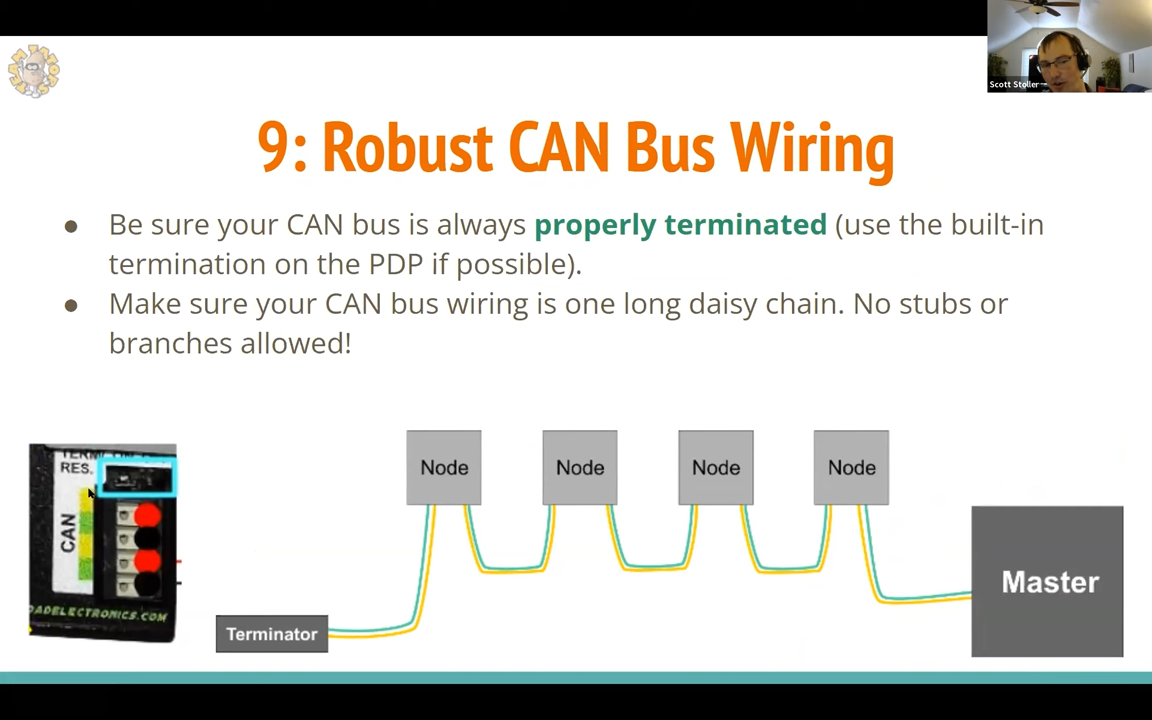 Scott Stoller
9: Robust CAN Bus Wiring
● Be sure your CAN bus is always properly terminated (use the built-in
termination on the PDP if possible).
● Make sure your CAN bus wiring is one long daisy chain. No stubs or
branches allowed!
RES.
CAN
OADELECTRONICS.COM
Node
Node
Node
Node
Master
Terminator